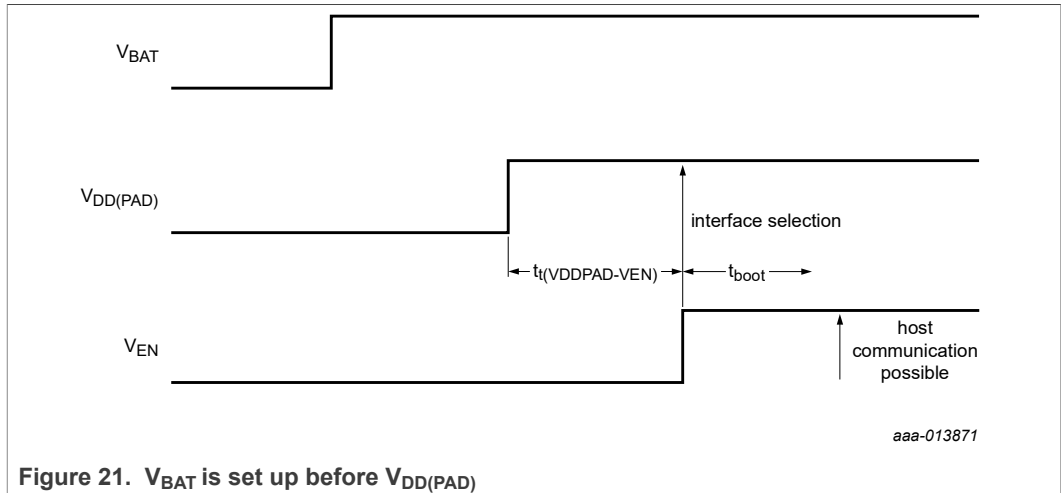 VBAT
VDD(PAD)
interface selection
tt(VDDPAD-VEN)
tboot
VEN
host
communication
possible
aaa-013871
Figure 21. VBAT is set up before VDD(PAD)